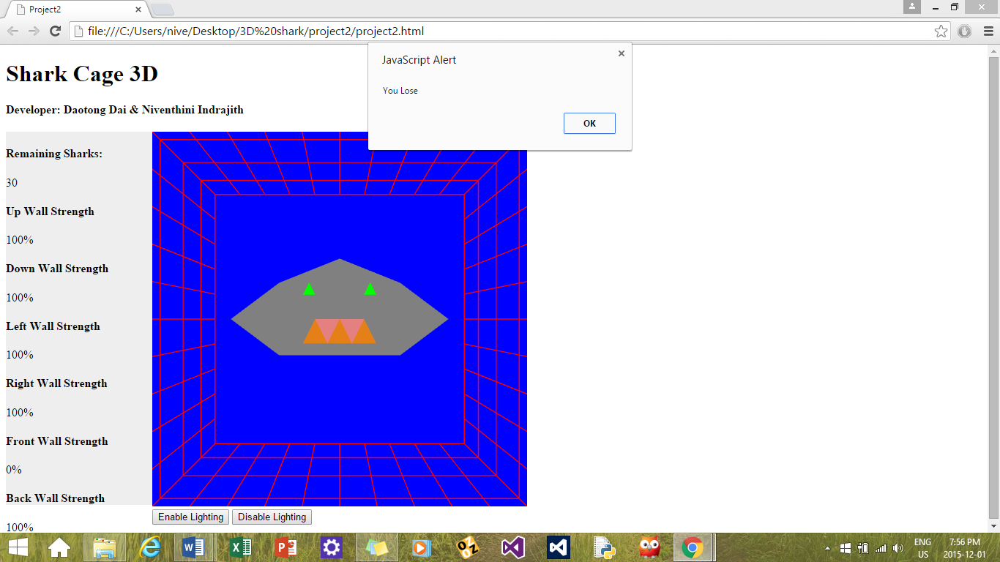 Project2
file:///C:/Users/nive/Desktop/3D%20shark/project2/project2.html
JavaScript Alert
You Lose
OK
Shark Cage 3D
Developer: Daotong Dai & Niventhini Indrajith
Remaining Sharks:
30
Up Wall Strength
100%
Down Wall Strength
100%
Left Wall Strength
100%
Right Wall Strength
100%
Front Wall Strength
0%
Back Wall Strength
100%
Enable Lighting Disable Lighting
ENG 7:56 PM
US 2015-12-01